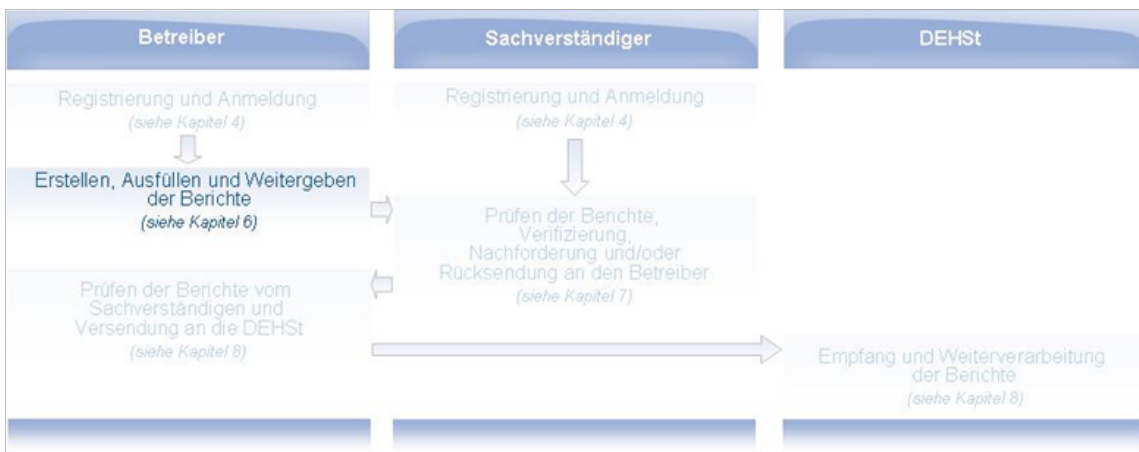 Betreiber
Registrierung und Anmeldung
(siehe Kapitel 4)
Erstellen, Ausfüllen und Weitergeben
der Berichte
(siehe Kapitel 6)
Prüfen der Berichte vom
Sachverständigen und
Versendung an die DEHSt
(siehe Kapitel 8)
Sachverständiger
Registrierung und Anmeldung
(siehe Kapitel 4)
Prüfen der Berichte,
Verifizierung,
Nachforderung und/oder
Rücksendung an den Betreiber
(siehe Kapitel 7)
DEHSt
Empfang und Weiterverarbeitung
der Berichte
(siehe Kapitel 8)